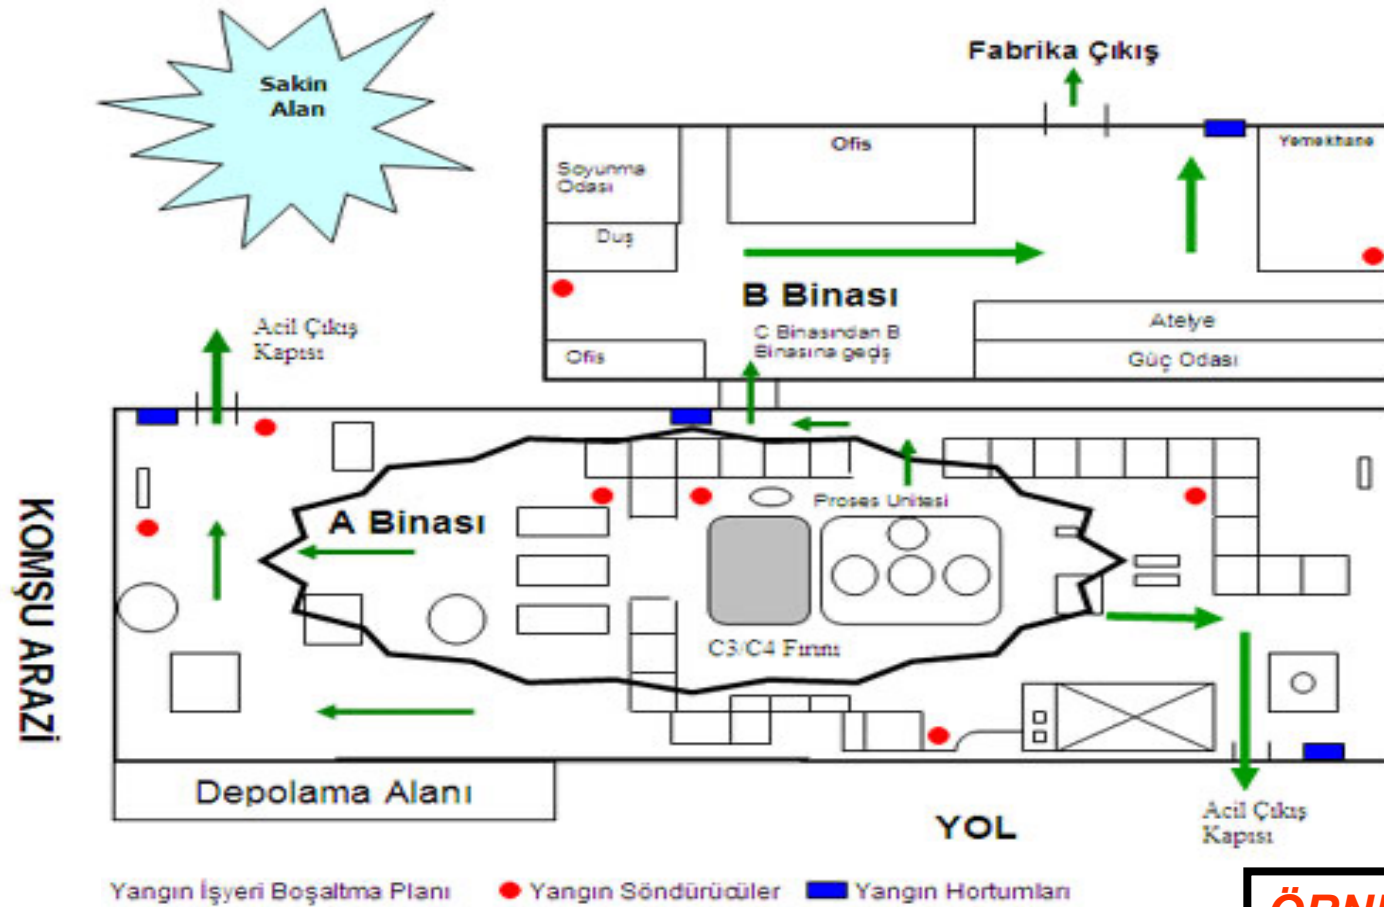 Sakin
Alan
Fabrika Çıkış
Soyunma
Odası
Ofis
Yemekhane
Duş
B Binası
C Binasından B
Binasına geçiş
Atelye
Güç Odası
Ofis
Acil Çıkış
Kapısı
KOMŞU ARAZİ
A Binası
Proses Unitesi
C3/C4 Fırını
Depolama Alanı
YOL
Acil Çıkış
Kapısı
Yangın İşyeri Boşaltma Planı
Yangın Söndürücüler
Yangın Hortumları